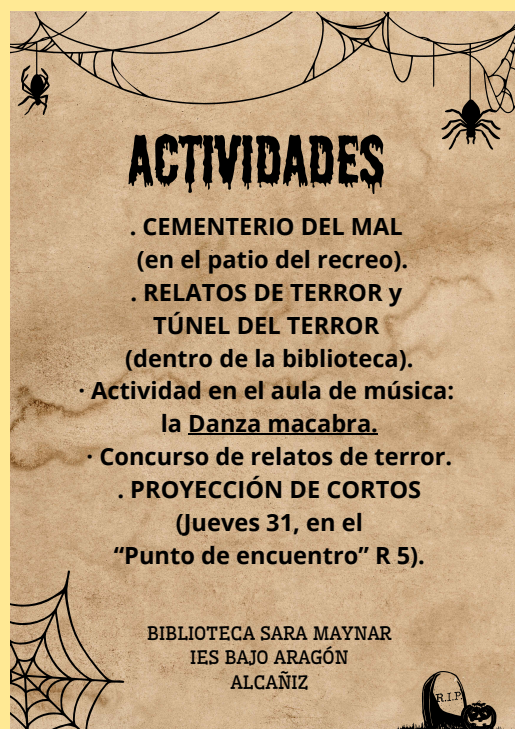 ACTIVIDADES
. CEMENTERIO DEL MAL
(en el patio del recreo).
. RELATOS DE TERROR y
TÚNEL DEL TERROR
(dentro de la biblioteca).
· Actividad en el aula de música:
la Danza macabra.
· Concurso de relatos de terror.
. PROYECCIÓN DE CORTOS
(Jueves 31, en el
“Punto de encuentro” R 5).
BIBLIOTECA SARA MAYNAR
IES BAJO ARAGÓN
ALCAÑIZ
R.I.P.